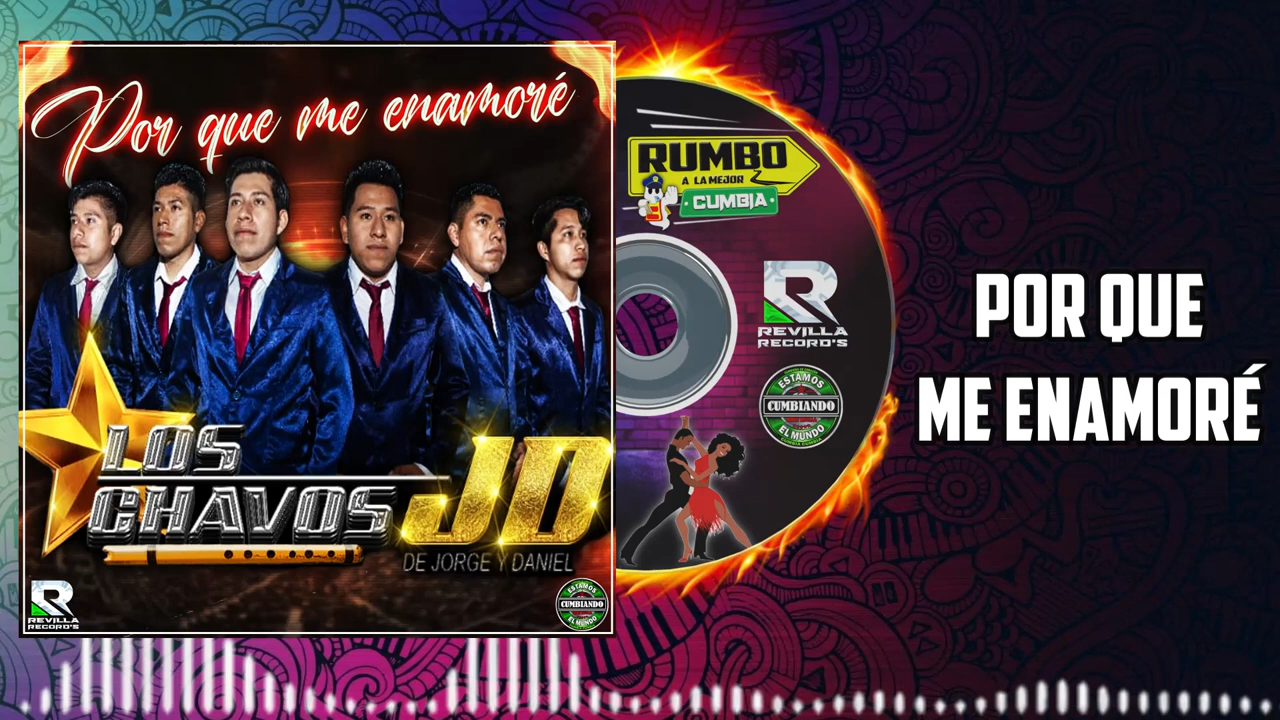 Por que me enamoré
LOS
CHAVOS
JD
DE JORGE Y DANIEL
R
REVILLA
RECORD'S
ESTAMOS
CUMBIANDO
EL MUNDO
RUMBO
A LA MEJOR
CUMBIA
R
REVILLA
RECORD'S
ESTAMOS
CUMBIANDO
EL MUNDO
POR QUE
ME ENAMORÉ